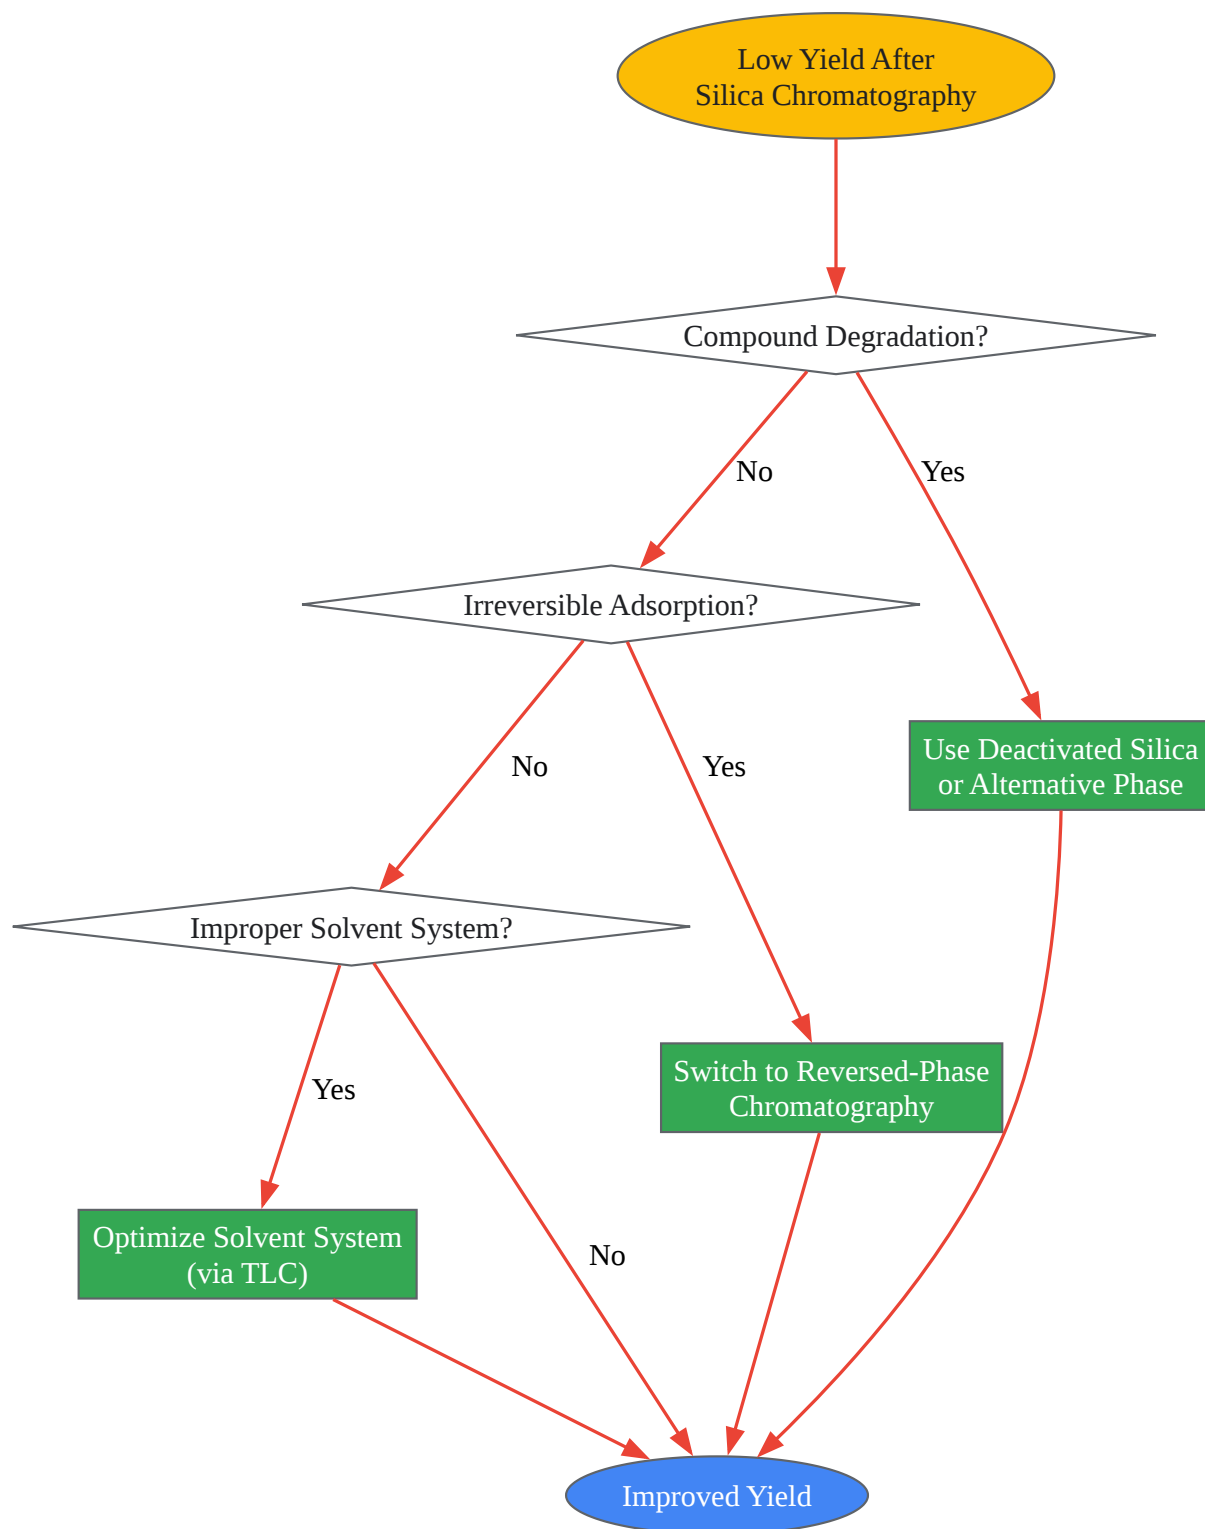 Low Yield After
Silica Chromatography
Compound Degradation?
No
Yes
Irreversible Adsorption?
No
Yes
Use Deactivated Silica
or Alternative Phase
Improper Solvent System?
Yes
No
Switch to Reversed-Phase
Chromatography
Optimize Solvent System
(via TLC)
Improved Yield